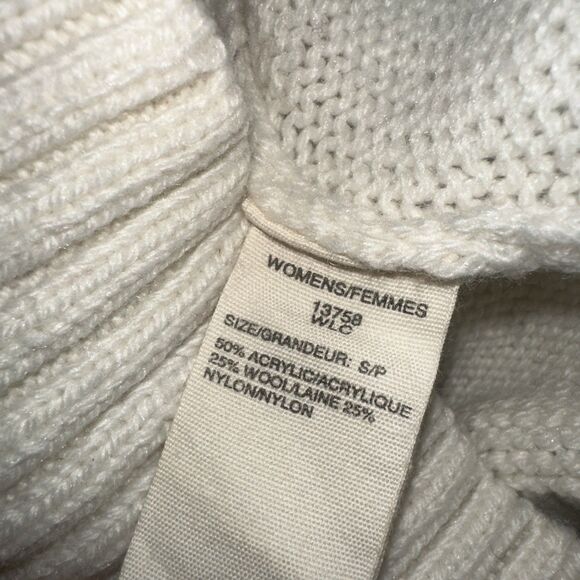 WOMENS/FEMMES
13758
WLC
SIZE/GRANDEUR: S/P
50% ACRYLIC/ACRYLIQUE
25% WOOL/LAINE 25%
NYLON/NYLON